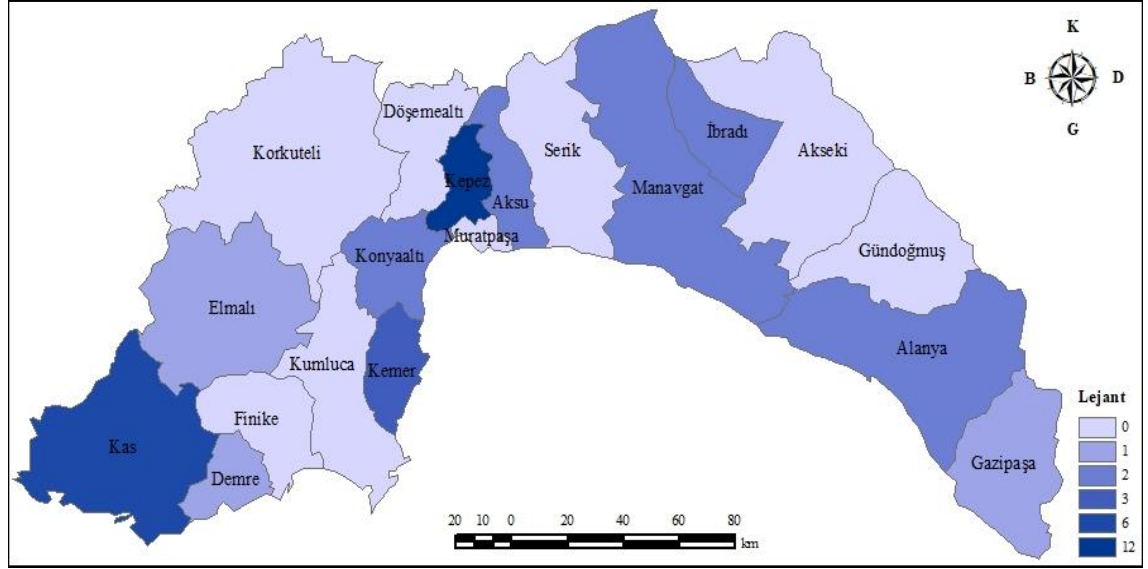 K
B D
G
Döşemealtı
İbradı
Korkuteli
Serik
Akseki
Kepez
Manavgat
Aksu
Muratpaşa
Konyaaltı
Gündoğmuş
Elmalı
Alanya
Kumluca
Kemer
Finike
Kas
Demre
Gazipaşa
Lejant
0
1
2
3
6
12
20 10 0 20 40 60 80
km